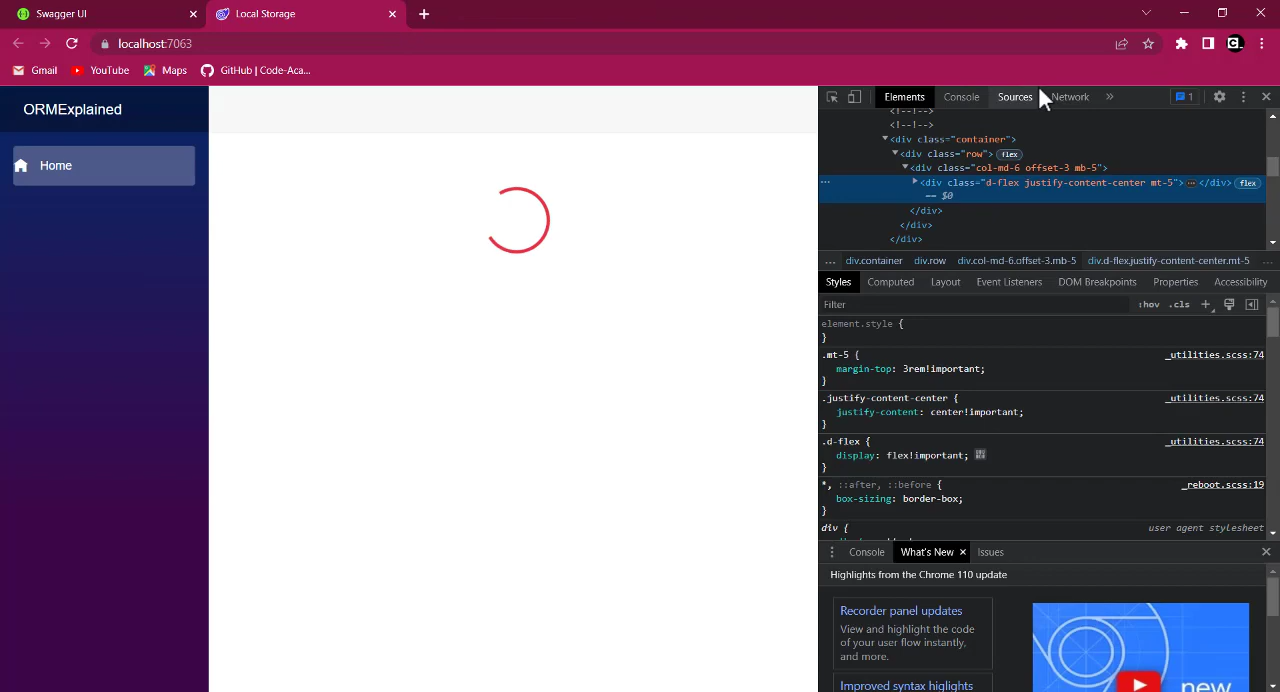 Swagger UI
Local Storage
localhost:7063
Gmail YouTube Maps GitHub | Code-Aca...
ORMExplained
Home
Elements Console Sources Network » 1
<!--!-->
<!--!-->
<div class="container">
<div class="row"> flex
<div class="col-md-6 offset-3 mb-5">
... <div class="d-flex justify-content-center mt-5"> ... </div> flex
== $0
</div>
</div>
</div>
... div.container div.row div.col-md-6.offset-3.mb-5 div.d-flex.justify-content-center.mt-5 ...
Styles Computed Layout Event Listeners DOM Breakpoints Properties Accessibility
Filter :hov .cls +
element.style {
}
.mt-5 { _utilities.scss:74
margin-top: 3rem!important;
}
.justify-content-center { _utilities.scss:74
justify-content: center!important;
}
.d-flex { _utilities.scss:74
display: flex!important;
}
*, ::after, ::before { _reboot.scss:19
box-sizing: border-box;
}
div { user agent stylesheet
Console What's New Issues
Highlights from the Chrome 110 update
Recorder panel updates
View and highlight the code
of your user flow instantly,
and more.
Improved syntax higlights
new